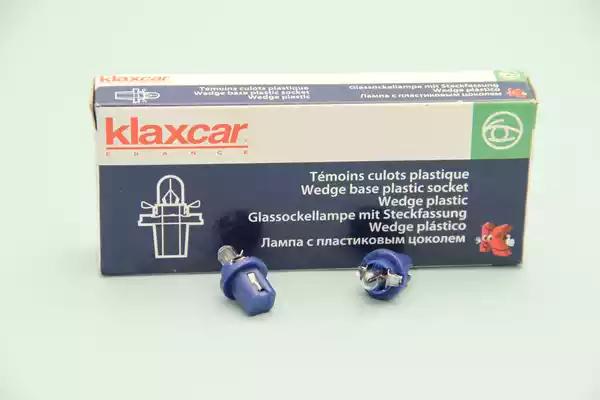 klaxcar
Témoins culots plastique
Wedge base plastic socket
Wedge plastic
Glassockellampe mit Steckfassung
Wedge plástico
Лампа с пластиковым цоколем
klaxcar
FRANCE
Témoins culots plastique
Wedge base plastic socket
Wedge plastic
Glassockellampe mit Steckfassung
Wedge plástico
Лампа с пластиковым цоколем